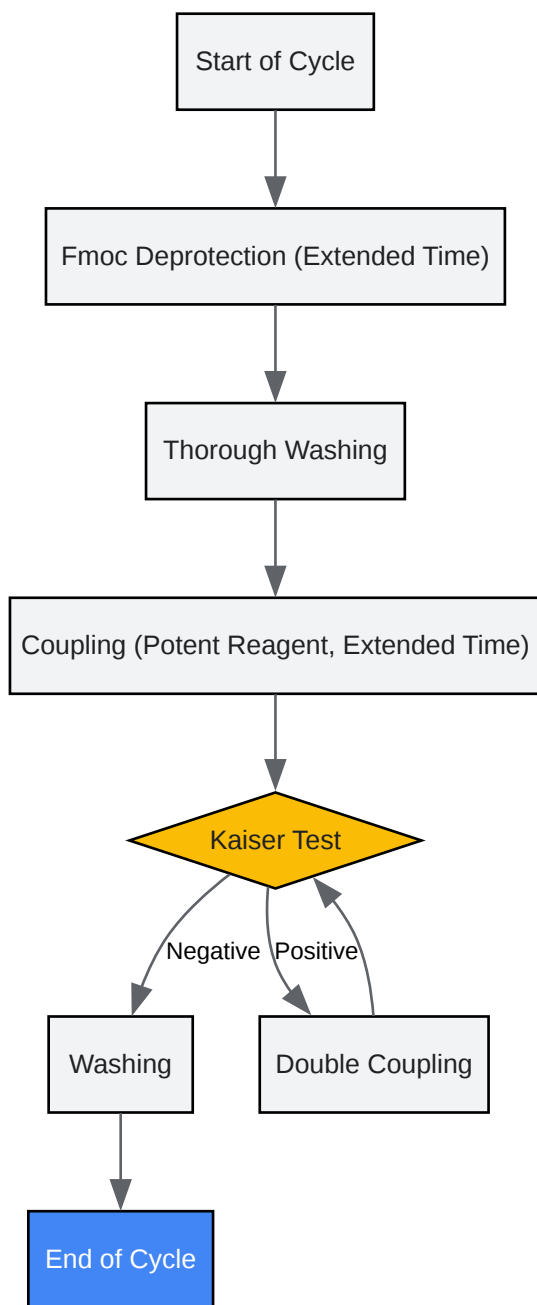 Start of Cycle
Fmoc Deprotection (Extended Time)
Thorough Washing
Coupling (Potent Reagent, Extended Time)
Kaiser Test
Negative
Positive
Washing
Double Coupling
End of Cycle